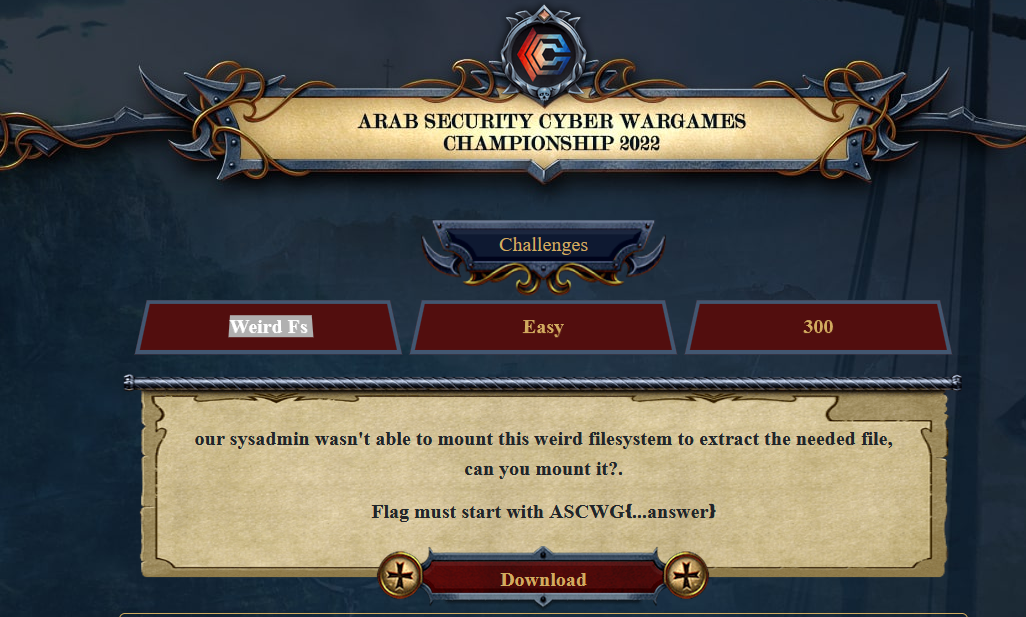 ARAB SECURITY CYBER WARGAMES
CHAMPIONSHIP 2022
Challenges
Weird Fs
Easy
300
our sysadmin wasn't able to mount this weird filesystem to extract the needed file,
can you mount it?.
Flag must start with ASCWG{...answer}
Download